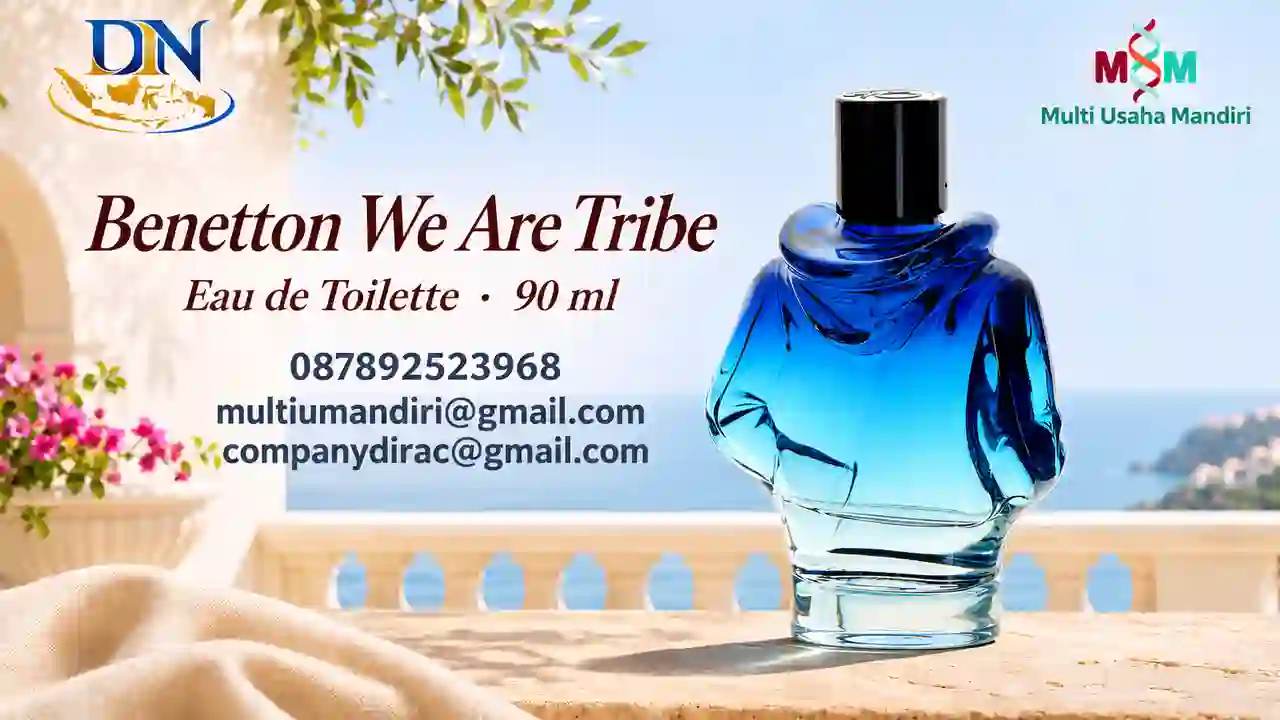 DN
MSM
Multi Usaha Mandiri
Benetton We Are Tribe
Eau de Toilette · 90 ml
087892523968
multiumandiri@gmail.com
companydirac@gmail.com